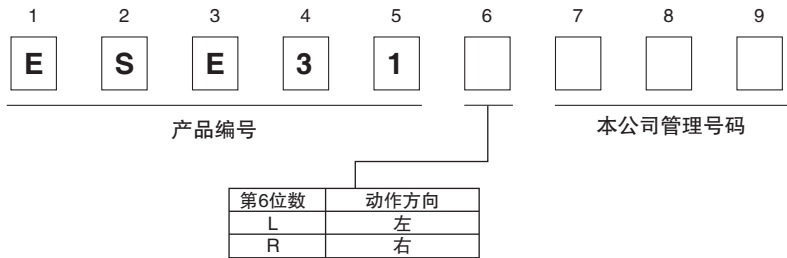 1 2 3 4 5 6 7 8 9
E S E 3 1
产品编号 本公司管理号码
第6位数 动作方向
L 左
R 右